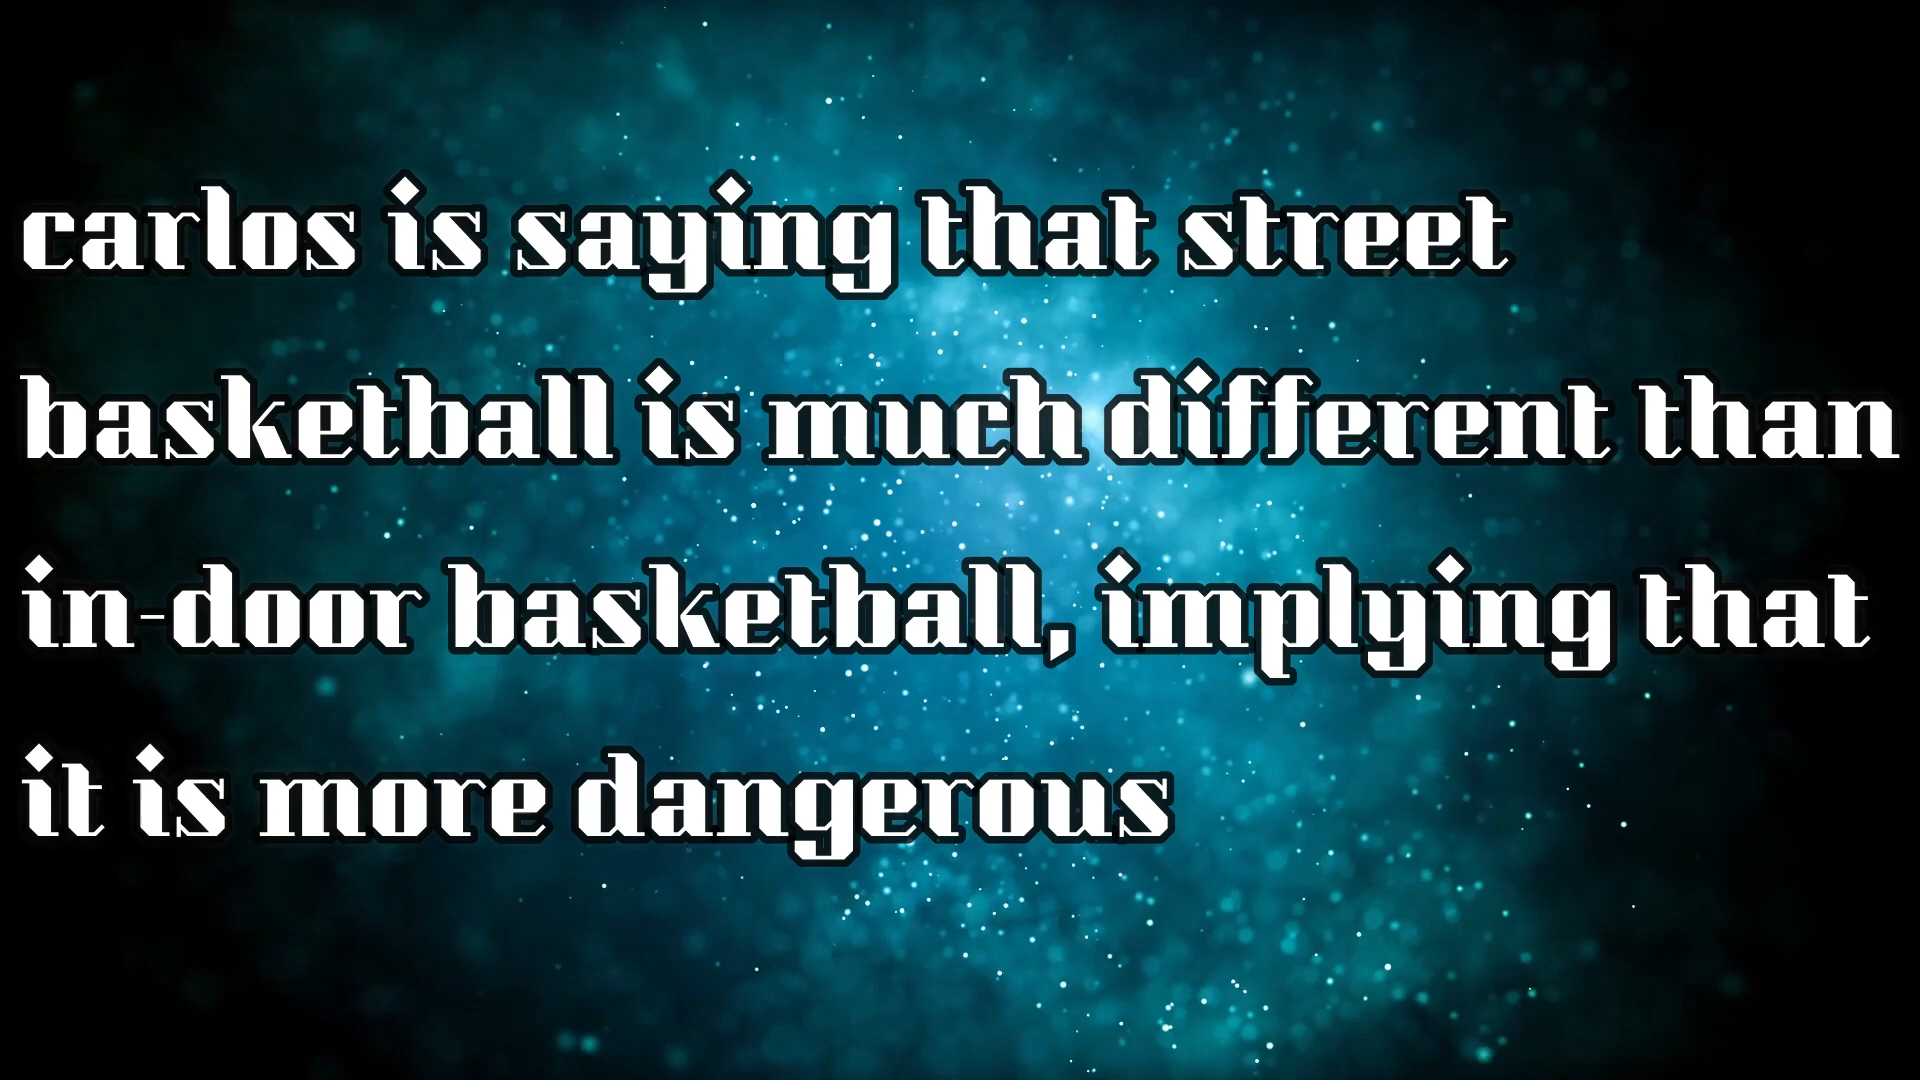 carlos is saying that street
basketball is much different than
in-door basketball, implying that
it is more dangerous